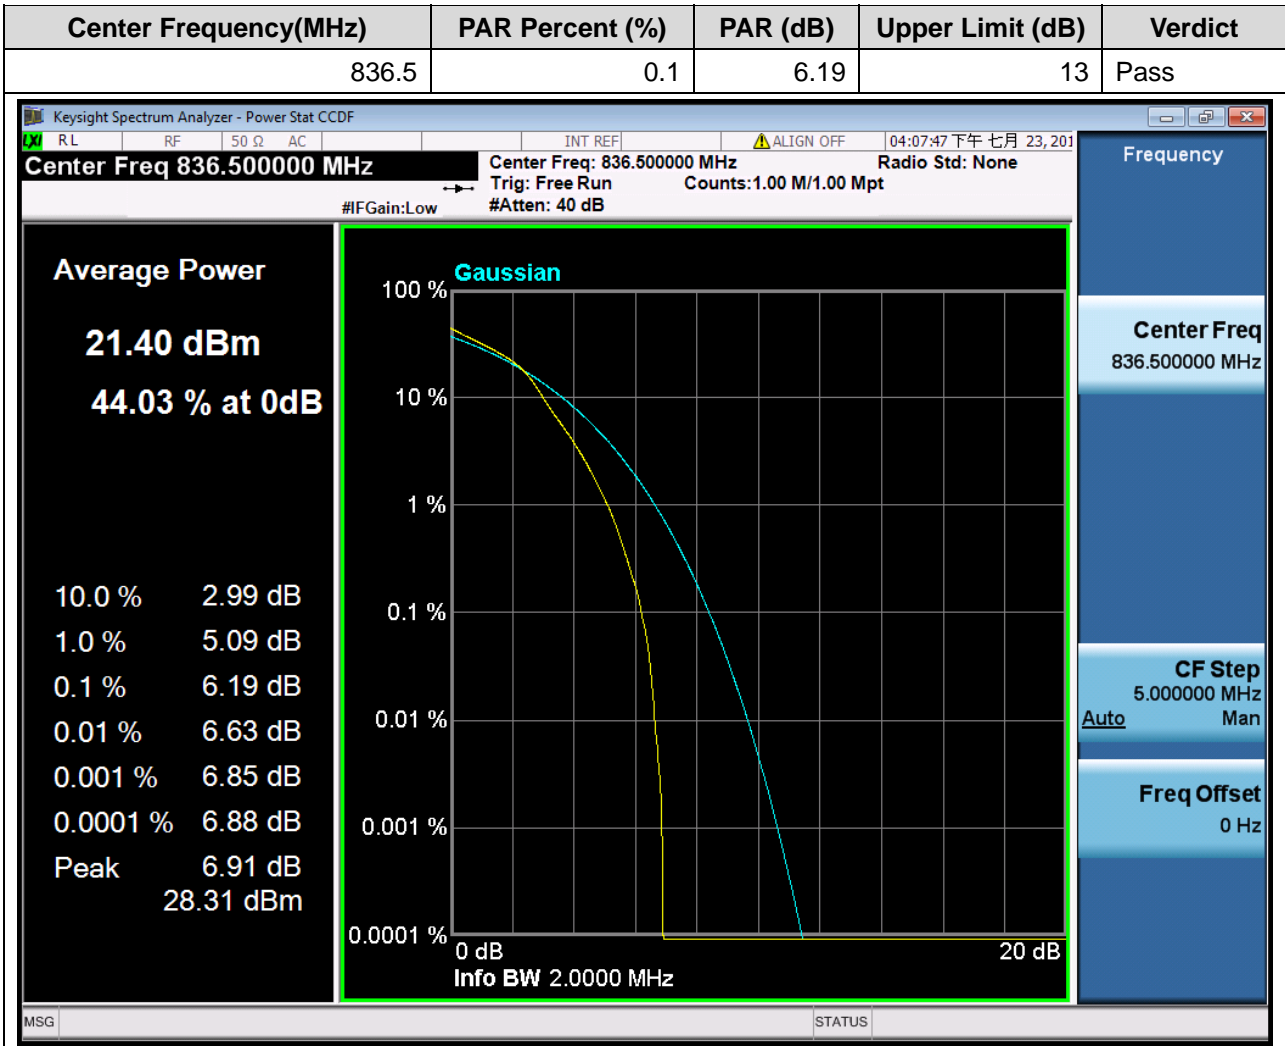 Center Frequency(MHz) PAR Percent (%) PAR (dB) Upper Limit (dB) Verdict
836.5 0.1 6.19 13 Pass
Keysight Spectrum Analyzer - Power Stat CCDF
LXI RL RF 50 Ω AC INT REF ALIGN OFF 04:07:47 下午 七月 23, 201
Center Freq 836.500000 MHz
Center Freq: 836.500000 MHz Radio Std: None
Trig: Free Run Counts:1.00 M/1.00 Mpt
#IFGain:Low #Atten: 40 dB
Average Power
21.40 dBm
44.03 % at 0dB
10.0 % 2.99 dB
1.0 % 5.09 dB
0.1 % 6.19 dB
0.01 % 6.63 dB
0.001 % 6.85 dB
0.0001 % 6.88 dB
Peak 6.91 dB
28.31 dBm
Gaussian
100 %
10 %
1 %
0.1 %
0.01 %
0.001 %
0.0001 %
0 dB 20 dB
Info BW 2.0000 MHz
Frequency
Center Freq
836.500000 MHz
CF Step
5.000000 MHz
Auto Man
Freq Offset
0 Hz
MSG STATUS